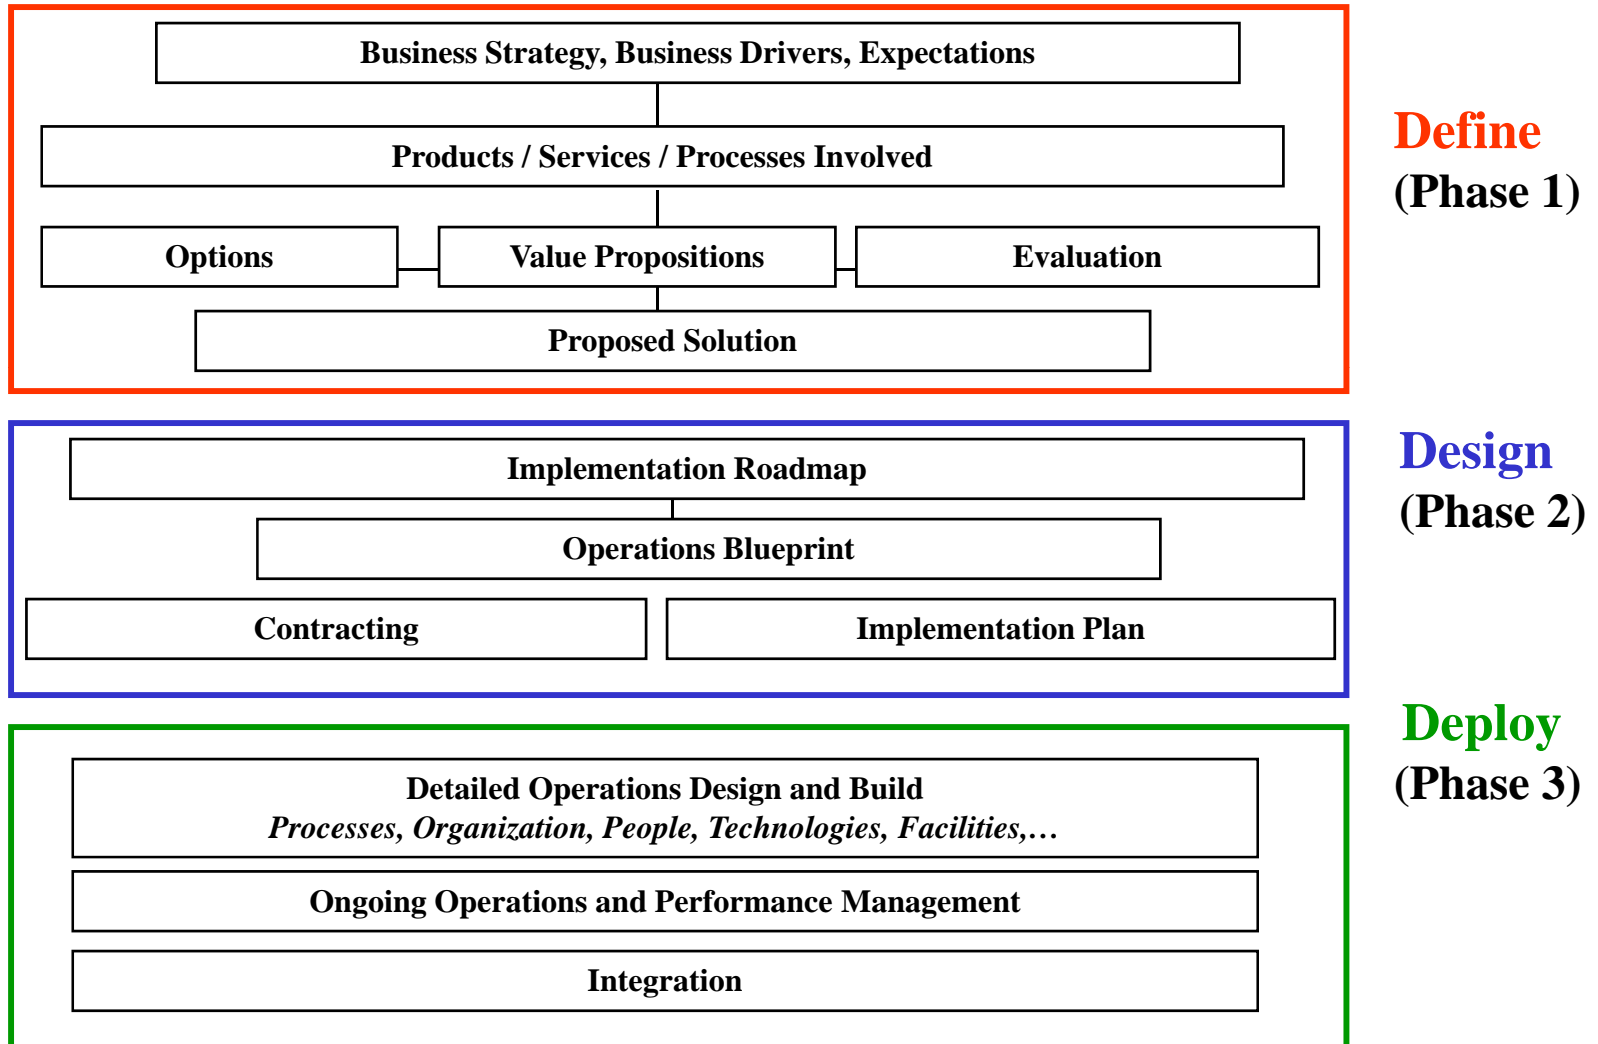 Business Strategy, Business Drivers, Expectations
Products / Services / Processes Involved
Options
Value Propositions
Evaluation
Proposed Solution
Define
(Phase 1)
Implementation Roadmap
Operations Blueprint
Contracting
Implementation Plan
Design
(Phase 2)
Detailed Operations Design and Build
Processes, Organization, People, Technologies, Facilities,…
Ongoing Operations and Performance Management
Integration
Deploy
(Phase 3)